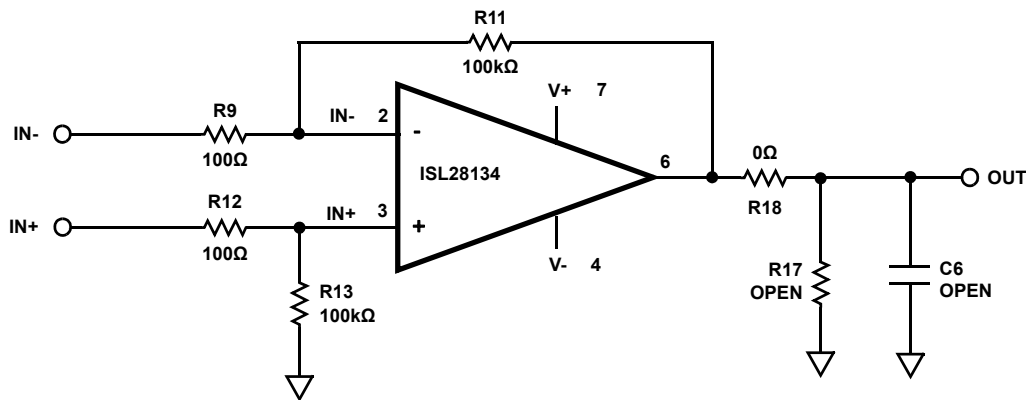 R11
100kΩ
V+ 7
R9
IN- 2
IN-
-
100Ω
0Ω
6
ISL28134
OUT
R12
IN+ 3
R18
IN+
+
100Ω
V- 4
R17
OPEN
C6
OPEN
R13
100kΩ